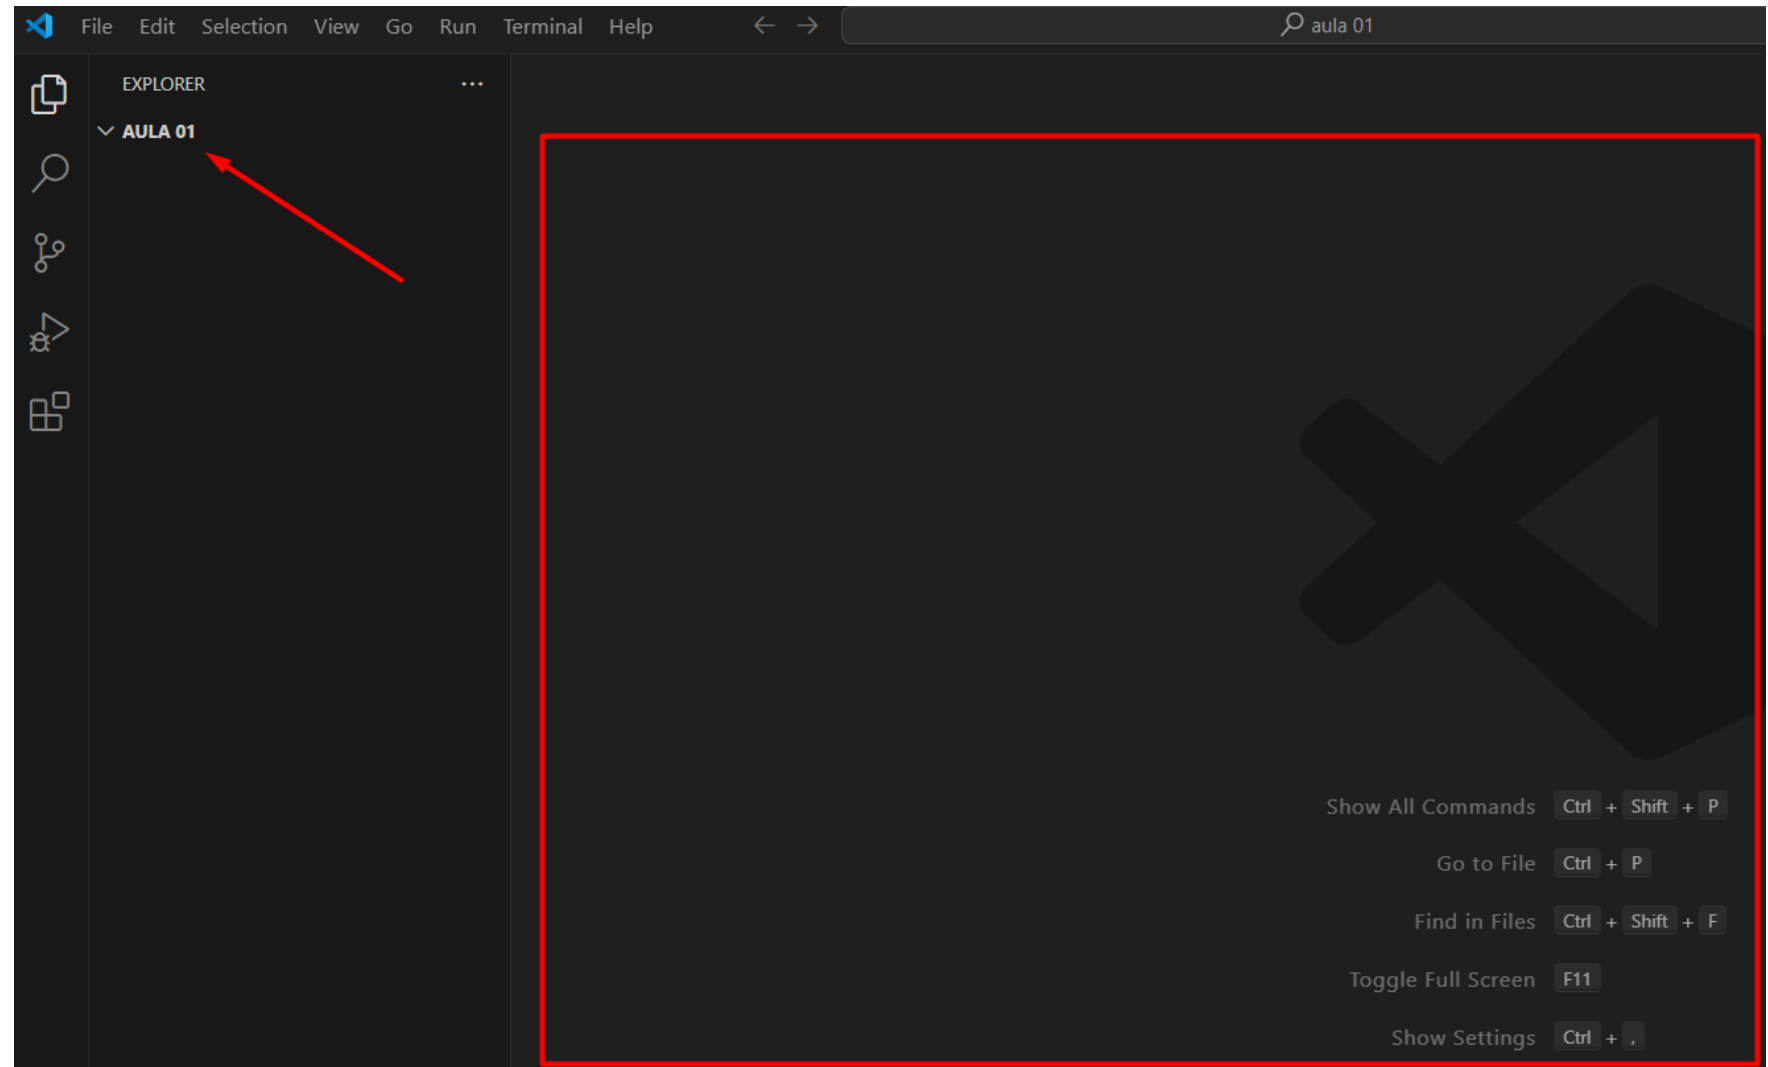 File Edit Selection View Go Run Terminal Help
aula 01
EXPLORER
AULA 01
Show All Commands Ctrl + Shift + P
Go to File Ctrl + P
Find in Files Ctrl + Shift + F
Toggle Full Screen F11
Show Settings Ctrl + ,